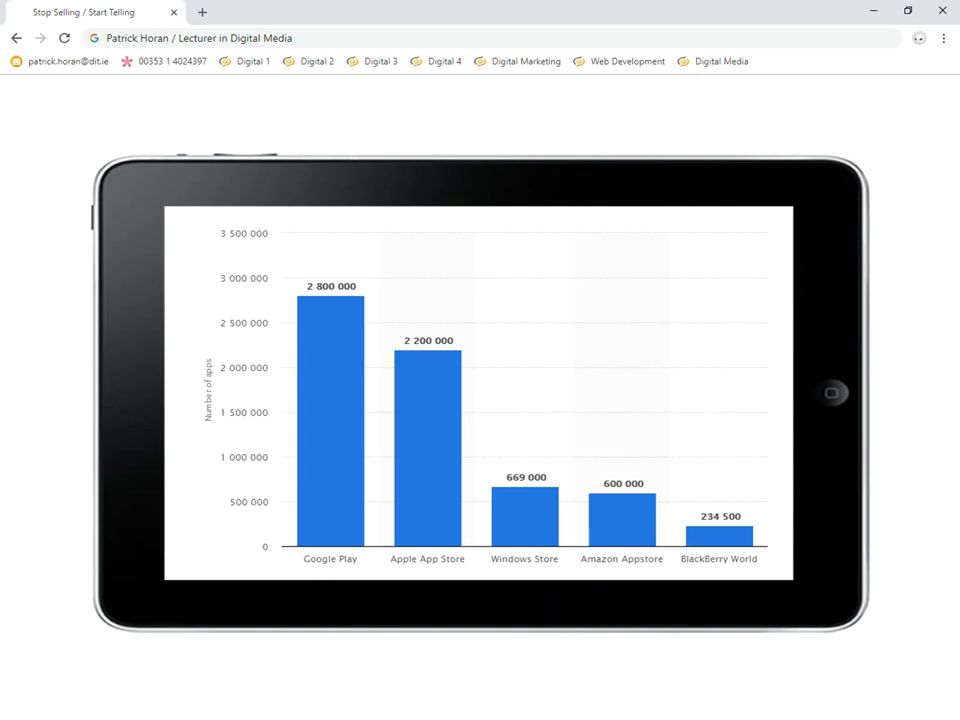 Stop Selling / Start Telling
Patrick Horan / Lecturer in Digital Media
patrick.horan@dit.ie 00353 1 4024397 Digital 1 Digital 2 Digital 3 Digital 4 Digital Marketing Web Development Digital Media
Number of apps
3 500 000
3 000 000
2 500 000
2 000 000
1 500 000
1 000 000
500 000
0
2 800 000
2 200 000
669 000
600 000
234 500
Google Play Apple App Store Windows Store Amazon Appstore BlackBerry World